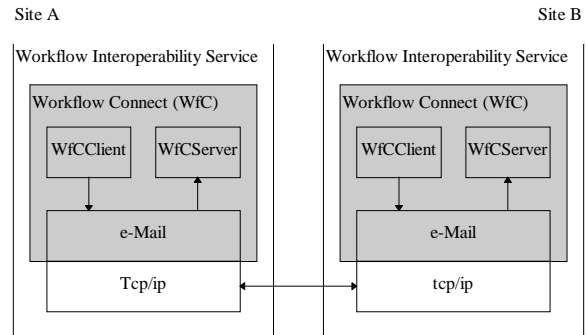 Site A
Site B
Workflow Interoperability Service
Workflow Interoperability Service
Workflow Connect (WfC)
Workflow Connect (WfC)
WfCClient
WfCServer
WfCClient
WfCServer
e-Mail
e-Mail
Tcp/ip
tcp/ip